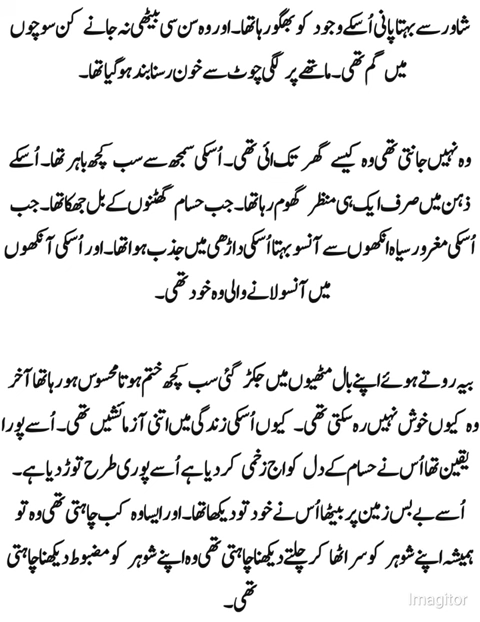 شاور سے بہتا پانی اُسکے وجود کو بھگو رہا تھا۔ اور وہ سن سی بیٹھی نہ جانے کن سوچوں
میں گم تھی۔ ماتھے پر لگی چوٹ سے خون رسنا بند ہو گیا تھا۔
وہ نہیں جانتی تھی وہ کیسے گھر تک ائی تھی۔ اُسکی سمجھ سے سب کچھ باہر تھا۔ اُسکے
ذہن میں صرف ایک ہی منظر گھوم رہا تھا۔ جب حسام گھٹنوں کے بل جھکا تھا۔ جب
اُسکی مغرور سیاہ انکھوں سے آنسو بہتا اُسکی داڑھی میں جذب ہوا تھا۔ اور اُسکی آنکھوں
میں آنسو لانے والی وہ خود تھی۔
بیہ روتے ہوئے اپنے بال مٹھیوں میں جکڑ گئی سب کچھ ختم ہوتا محسوس ہو رہا تھا آخر
وہ کیوں خوش نہیں رہ سکتی تھی۔ کیوں اُسکی زندگی میں اتنی آزمائشیں تھی۔ اُسے پورا
یقین تھا اُس نے حسام کے دل کو اج زخمی کر دیا ہے اُسے پوری طرح توڑ دیا ہے۔
اُسے بے بس زمین پر بیٹھا اُس نے خود تو دیکھا تھا۔ اور ایسا وہ کب چاہتی تھی وہ تو
ہمیشہ اپنے شوہر کو سر اٹھا کر چلتے دیکھنا چاہتی تھی وہ اپنے شوہر کو مضبوط دیکھنا چاہتی
تھی۔
Imagitor